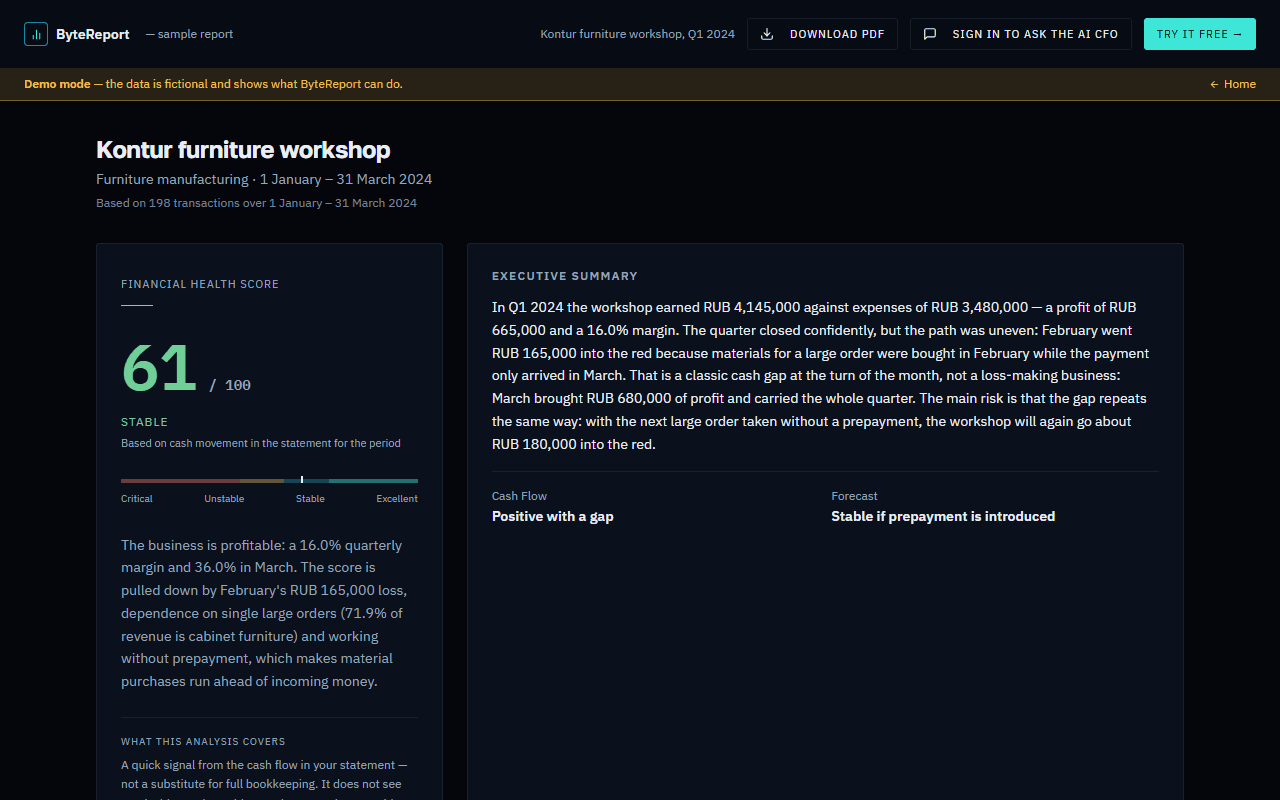 ByteReport — sample report
Kontur furniture workshop, Q1 2024
DOWNLOAD PDF
SIGN IN TO ASK THE AI CFO
TRY IT FREE →
Demo mode — the data is fictional and shows what ByteReport can do.
← Home
Kontur furniture workshop
Furniture manufacturing · 1 January – 31 March 2024
Based on 198 transactions over 1 January – 31 March 2024
FINANCIAL HEALTH SCORE
61 / 100
STABLE
Based on cash movement in the statement for the period
Critical Unstable Stable Excellent
The business is profitable: a 16.0% quarterly
margin and 36.0% in March. The score is
pulled down by February's RUB 165,000 loss,
dependence on single large orders (71.9% of
revenue is cabinet furniture) and working
without prepayment, which makes material
purchases run ahead of incoming money.
WHAT THIS ANALYSIS COVERS
A quick signal from the cash flow in your statement —
not a substitute for full bookkeeping. It does not see
EXECUTIVE SUMMARY
In Q1 2024 the workshop earned RUB 4,145,000 against expenses of RUB 3,480,000 — a profit of RUB
665,000 and a 16.0% margin. The quarter closed confidently, but the path was uneven: February went
RUB 165,000 into the red because materials for a large order were bought in February while the payment
only arrived in March. That is a classic cash gap at the turn of the month, not a loss-making business:
March brought RUB 680,000 of profit and carried the whole quarter. The main risk is that the gap repeats
the same way: with the next large order taken without a prepayment, the workshop will again go about
RUB 180,000 into the red.
Cash Flow
Positive with a gap
Forecast
Stable if prepayment is introduced